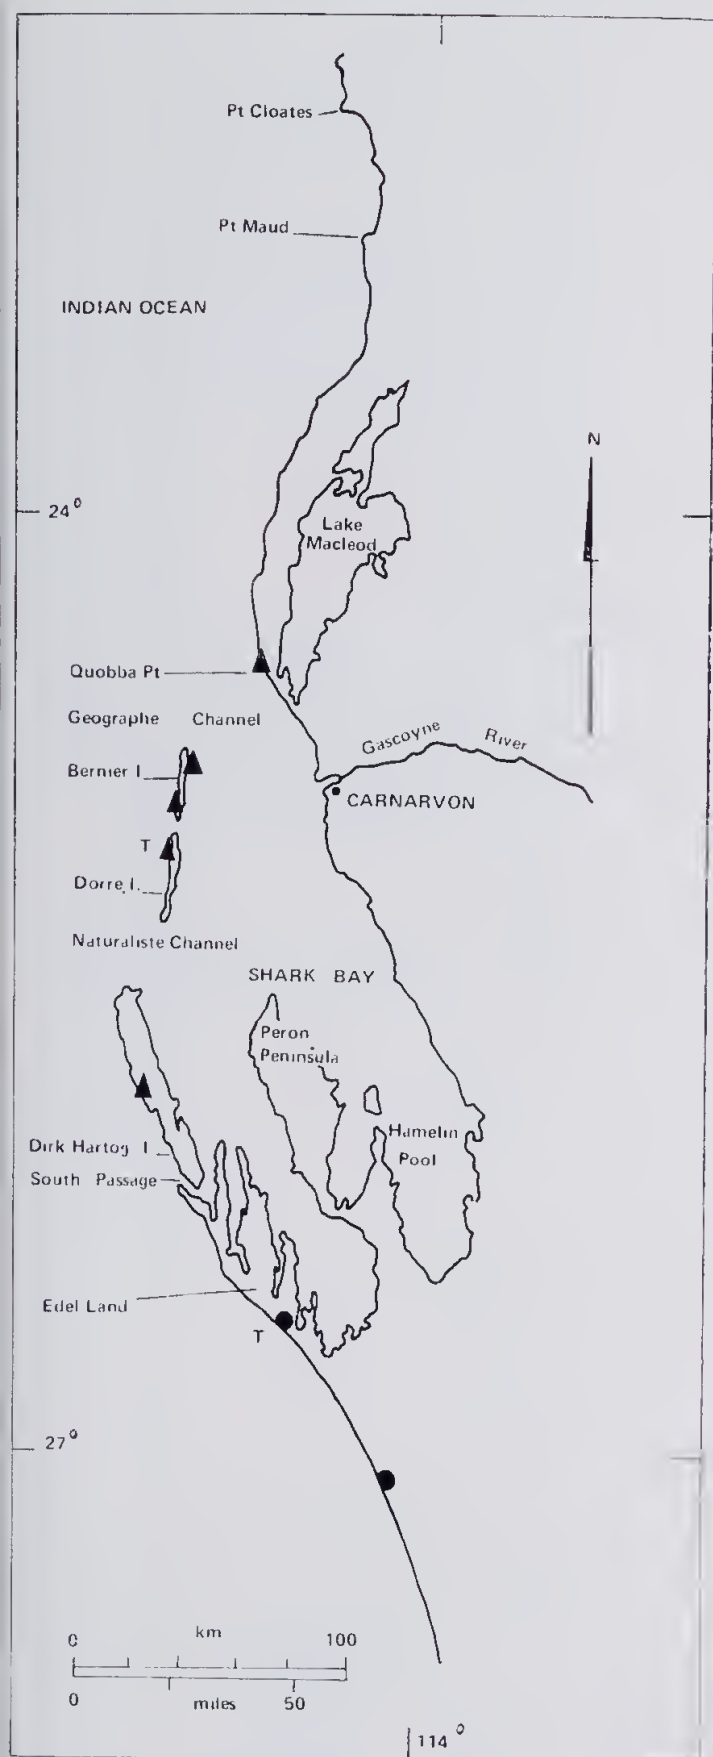 Pt Cloates
Pt Maud
INDIAN OCEAN
N
24°
Lake
Macleod
Quobba Pt
Geographe Channel
Gascoyne River
Bernier I
CARNARVON
T
Dorre I.
Naturaliste Channel
SHARK BAY
Peron
Peninsula
Hamelin
Pool
Dirk Hartog I
South Passage
Edel Land
T
27°
0 km 100
0 miles 50
114°